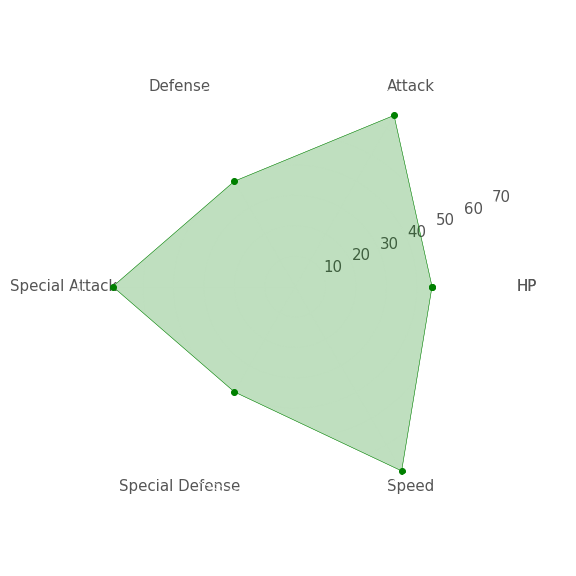 Defense
Attack
70
60
50
40
30
20
10
Special Attack
HP
Special Defense
Speed